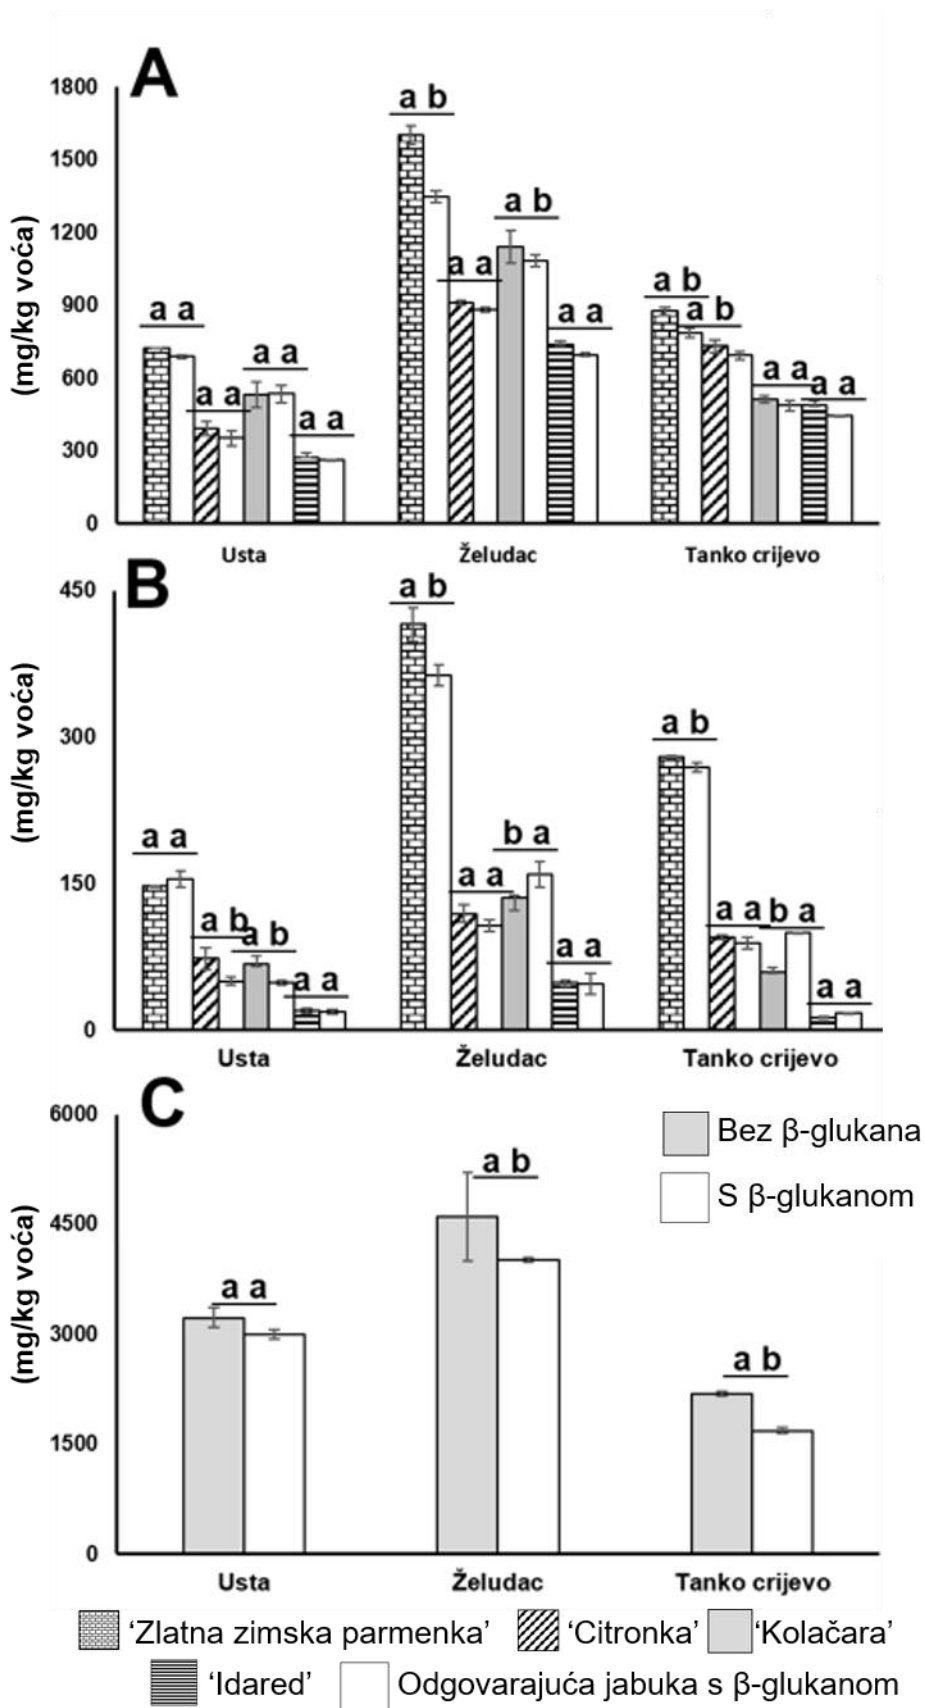 A
(mg/kg voća)
1800
1500
1200
900
600
300
0
a a
a a
a a
a a
a b
a a
a b
a a
a b
a b
a a
a a
Usta Želudac Tanko crijevo
B
(mg/kg voća)
450
300
150
0
a a
a b
a b
a a
a b
a a
b a
a a
a b
a a
b a
a a
Usta Želudac Tanko crijevo
C
(mg/kg voća)
6000
4500
3000
1500
0
Bez β-glukana
S β-glukanom
a a
a b
a b
Usta Želudac Tanko crijevo
‘Zlatna zimska parmenka’ ‘Citronka’ ‘Kolačara’
‘Idared’ Odgovarajuća jabuka s β-glukanom